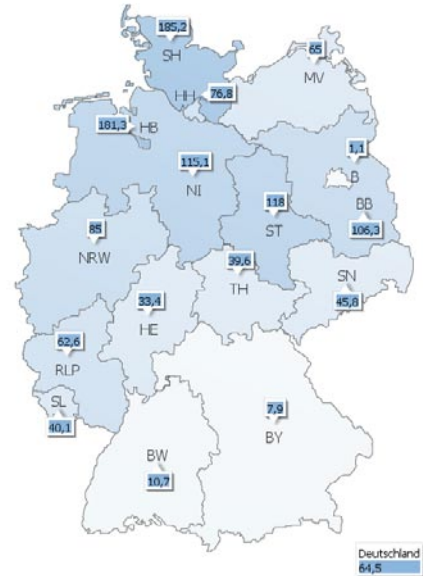 185,2
SH
65
MV
HH
76,8
181,3
HB
1,1
B
115,1
NI
118
ST
BB
106,3
85
NRW
39,6
TH
SN
45,8
33,4
HE
62,6
RLP
SL
40,1
7,9
BY
BW
10,7
Deutschland
64,5